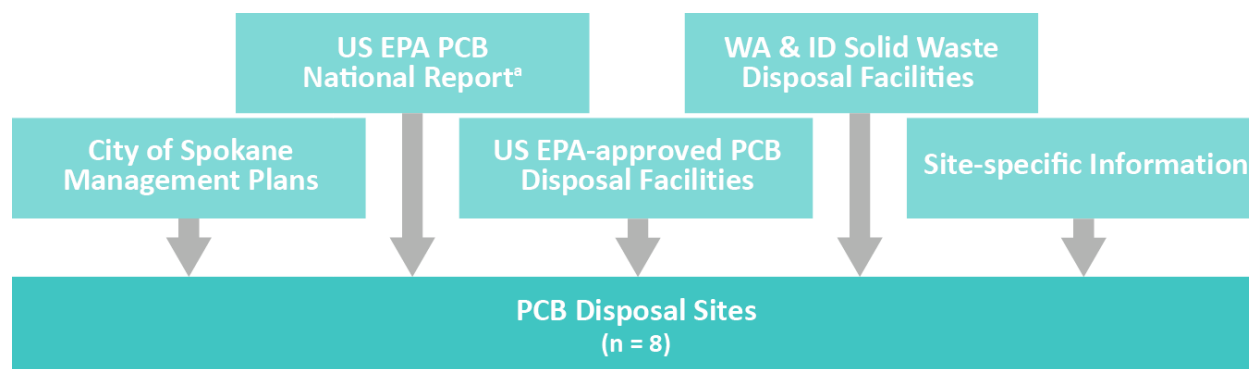 US EPA PCB
National Reportᵃ
WA & ID Solid Waste
Disposal Facilities
City of Spokane
Management Plans
US EPA-approved PCB
Disposal Facilities
Site-specific Information
PCB Disposal Sites
(n = 8)